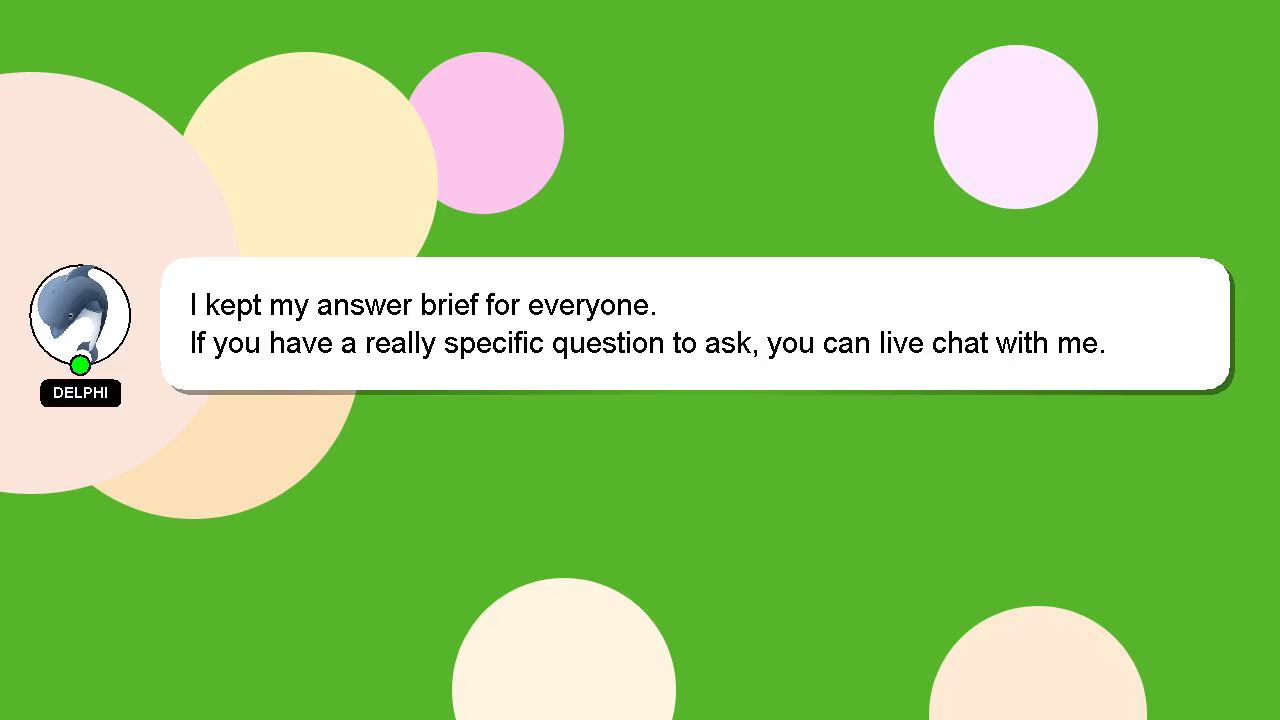 I kept my answer brief for everyone.
If you have a really specific question to ask, you can live chat with me.
DELPHI